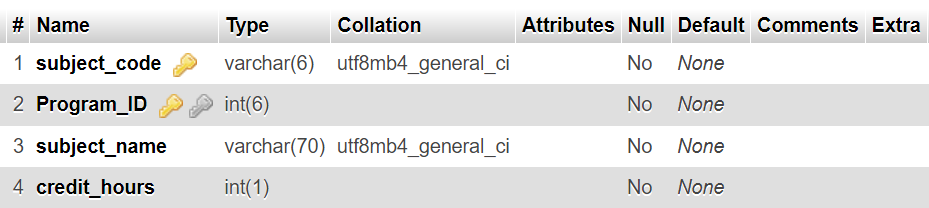 # Name Type Collation Attributes Null Default Comments Extra
1 subject_code varchar(6) utf8mb4_general_ci No None
2 Program_ID int(6) No None
3 subject_name varchar(70) utf8mb4_general_ci No None
4 credit_hours int(1) No None